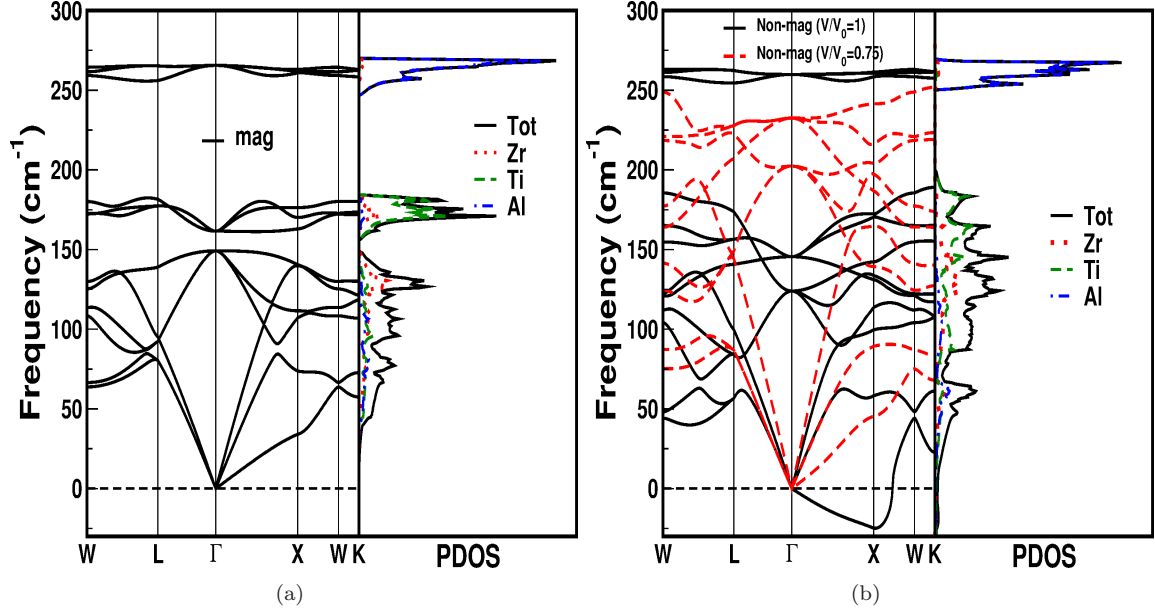 300
250
200
150
100
50
0
Frequency (cm⁻¹)
mag
Tot
Zr
Ti
Al
W L Γ X W K PDOS
(a)
300
250
200
150
100
50
0
Frequency (cm⁻¹)
Non-mag (V/V₀=1)
Non-mag (V/V₀=0.75)
Tot
Zr
Ti
Al
W L Γ X W K PDOS
(b)